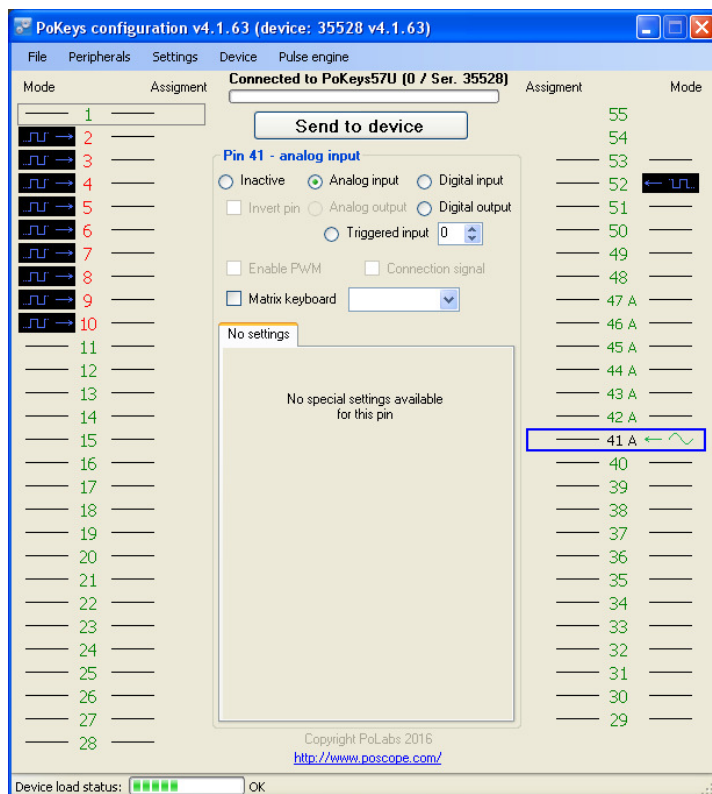 PoKeys configuration v4.1.63 (device: 35528 v4.1.63)
File Peripherals Settings Device Pulse engine
Mode Assigment
1
2
3
4
5
6
7
8
9
10
11
12
13
14
15
16
17
18
19
20
21
22
23
24
25
26
27
28
Connected to PoKeys57U (0 / Ser. 35528)
Send to device
Pin 41 - analog input
Inactive Analog input Digital input
Invert pin Analog output Digital output
Triggered input 0
Enable PWM Connection signal
Matrix keyboard
No settings
No special settings available
for this pin
Copyright PoLabs 2016
http://www.poscope.com/
Assigment Mode
55
54
53
52
51
50
49
48
47 A
46 A
45 A
44 A
43 A
42 A
41 A
40
39
38
37
36
35
34
33
32
31
30
29
Device load status: OK